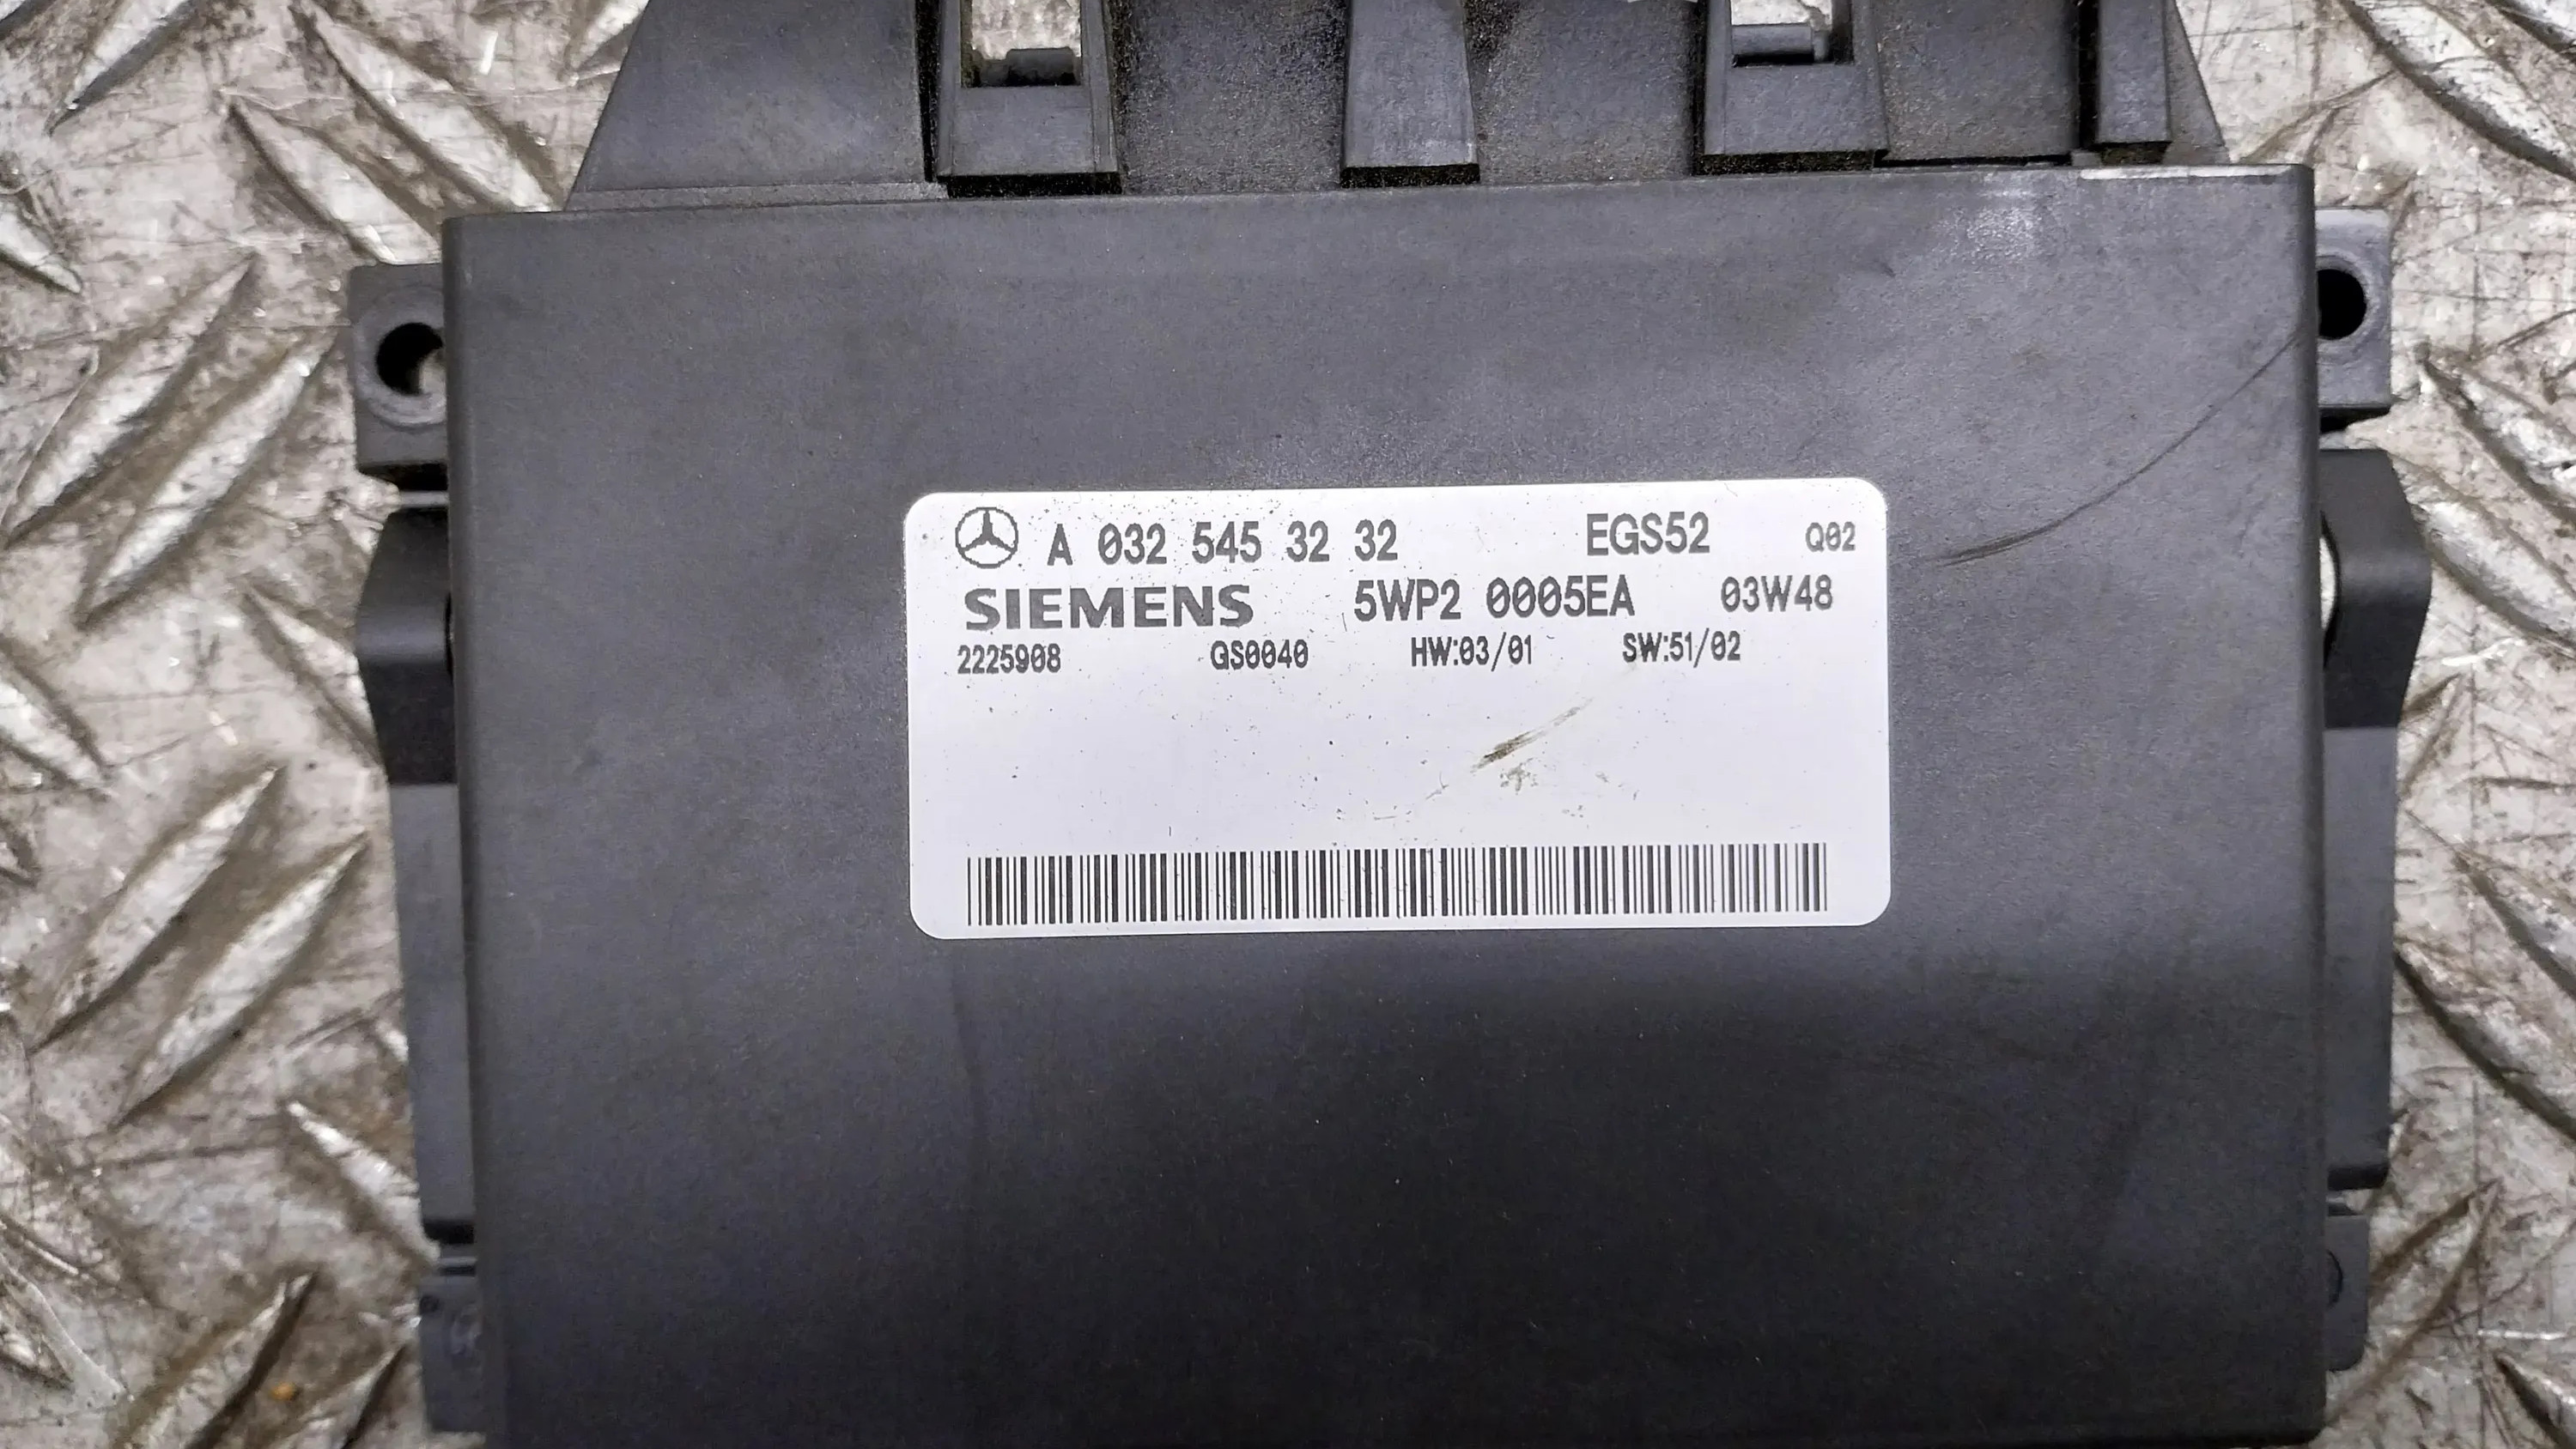 A 032 545 32 32 EGS52 Q02
SIEMENS 5WP2 0005EA 03W48
2225908 GS0040 HW:03/01 SW:51/02